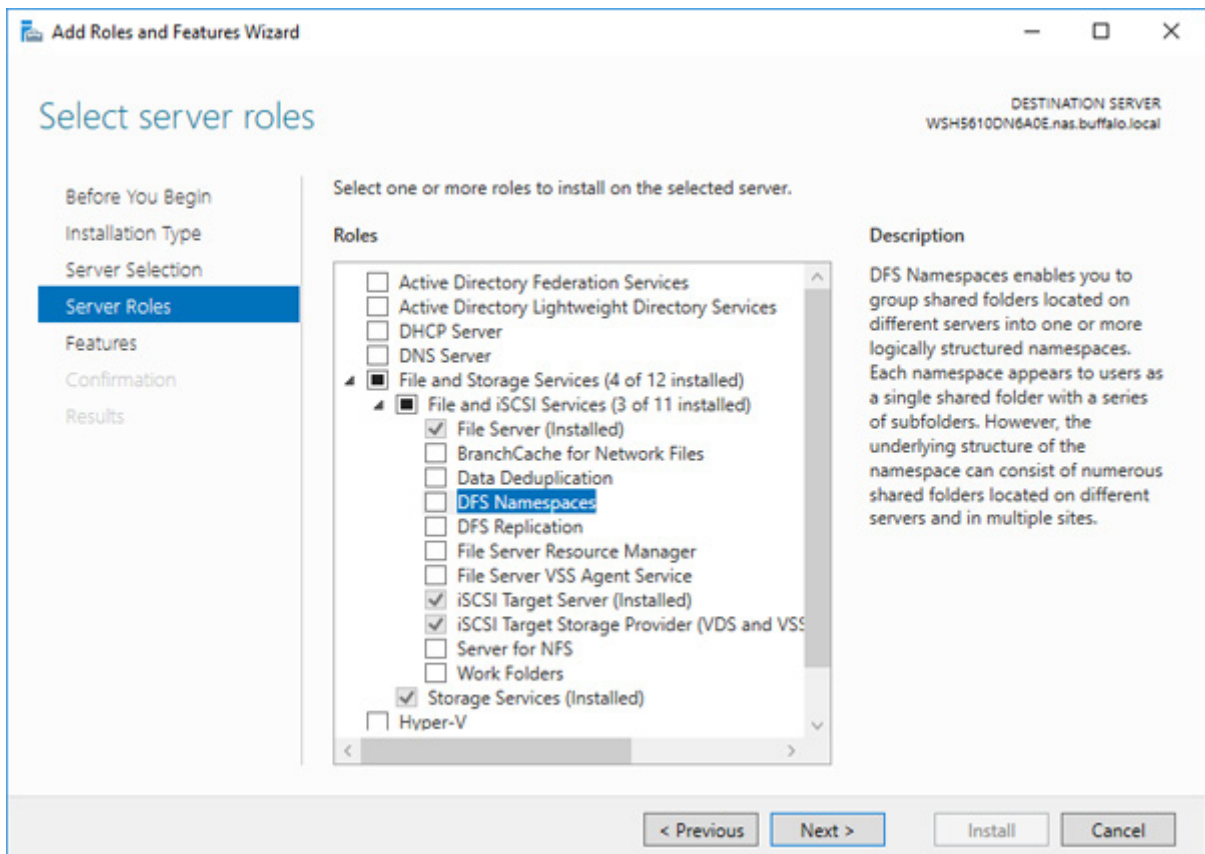 Add Roles and Features Wizard
Select server roles
DESTINATION SERVER
WSH5610DN6A0E.nas.buffalo.local
Before You Begin
Installation Type
Server Selection
Server Roles
Features
Confirmation
Results
Select one or more roles to install on the selected server.
Roles
Active Directory Federation Services
Active Directory Lightweight Directory Services
DHCP Server
DNS Server
File and Storage Services (4 of 12 installed)
File and iSCSI Services (3 of 11 installed)
File Server (Installed)
BranchCache for Network Files
Data Deduplication
DFS Namespaces
DFS Replication
File Server Resource Manager
File Server VSS Agent Service
iSCSI Target Server (Installed)
iSCSI Target Storage Provider (VDS and VSS
Server for NFS
Work Folders
Storage Services (Installed)
Hyper-V
Description
DFS Namespaces enables you to
group shared folders located on
different servers into one or more
logically structured namespaces.
Each namespace appears to users as
a single shared folder with a series
of subfolders. However, the
underlying structure of the
namespace can consist of numerous
shared folders located on different
servers and in multiple sites.
< Previous
Next >
Install
Cancel